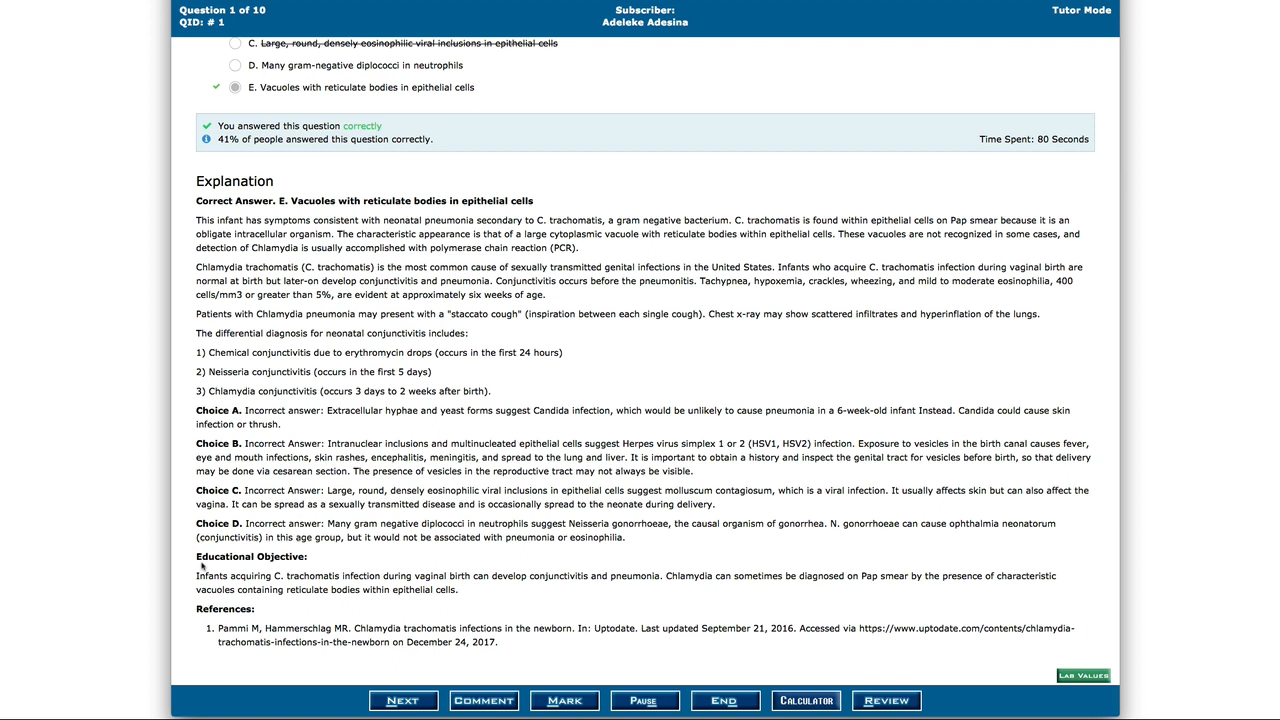 Question 1 of 10
QID: # 1
Subscriber:
Adeleke Adesina
Tutor Mode
C. Large, round, densely eosinophilic viral inclusions in epithelial cells
D. Many gram-negative diplococci in neutrophils
E. Vacuoles with reticulate bodies in epithelial cells
You answered this question correctly
41% of people answered this question correctly.
Time Spent: 80 Seconds
Explanation
Correct Answer. E. Vacuoles with reticulate bodies in epithelial cells
This infant has symptoms consistent with neonatal pneumonia secondary to C. trachomatis, a gram negative bacterium. C. trachomatis is found within epithelial cells on Pap smear because it is an
obligate intracellular organism. The characteristic appearance is that of a large cytoplasmic vacuole with reticulate bodies within epithelial cells. These vacuoles are not recognized in some cases, and
detection of Chlamydia is usually accomplished with polymerase chain reaction (PCR).
Chlamydia trachomatis (C. trachomatis) is the most common cause of sexually transmitted genital infections in the United States. Infants who acquire C. trachomatis infection during vaginal birth are
normal at birth but later-on develop conjunctivitis and pneumonia. Conjunctivitis occurs before the pneumonitis. Tachypnea, hypoxemia, crackles, wheezing, and mild to moderate eosinophilia, 400
cells/mm3 or greater than 5%, are evident at approximately six weeks of age.
Patients with Chlamydia pneumonia may present with a "staccato cough" (inspiration between each single cough). Chest x-ray may show scattered infiltrates and hyperinflation of the lungs.
The differential diagnosis for neonatal conjunctivitis includes:
1) Chemical conjunctivitis due to erythromycin drops (occurs in the first 24 hours)
2) Neisseria conjunctivitis (occurs in the first 5 days)
3) Chlamydia conjunctivitis (occurs 3 days to 2 weeks after birth).
Choice A. Incorrect answer: Extracellular hyphae and yeast forms suggest Candida infection, which would be unlikely to cause pneumonia in a 6-week-old infant Instead. Candida could cause skin
infection or thrush.
Choice B. Incorrect Answer: Intranuclear inclusions and multinucleated epithelial cells suggest Herpes virus simplex 1 or 2 (HSV1, HSV2) infection. Exposure to vesicles in the birth canal causes fever,
eye and mouth infections, skin rashes, encephalitis, meningitis, and spread to the lung and liver. It is important to obtain a history and inspect the genital tract for vesicles before birth, so that delivery
may be done via cesarean section. The presence of vesicles in the reproductive tract may not always be visible.
Choice C. Incorrect Answer: Large, round, densely eosinophilic viral inclusions in epithelial cells suggest molluscum contagiosum, which is a viral infection. It usually affects skin but can also affect the
vagina. It can be spread as a sexually transmitted disease and is occasionally spread to the neonate during delivery.
Choice D. Incorrect answer: Many gram negative diplococci in neutrophils suggest Neisseria gonorrhoeae, the causal organism of gonorrhea. N. gonorrhoeae can cause ophthalmia neonatorum
(conjunctivitis) in this age group, but it would not be associated with pneumonia or eosinophilia.
Educational Objective:
Infants acquiring C. trachomatis infection during vaginal birth can develop conjunctivitis and pneumonia. Chlamydia can sometimes be diagnosed on Pap smear by the presence of characteristic
vacuoles containing reticulate bodies within epithelial cells.
References:
1. Pammi M, Hammerschlag MR. Chlamydia trachomatis infections in the newborn. In: Uptodate. Last updated September 21, 2016. Accessed via https://www.uptodate.com/contents/chlamydia-
trachomatis-infections-in-the-newborn on December 24, 2017.
Lab Values
Next
Comment
Mark
Pause
End
Calculator
Review